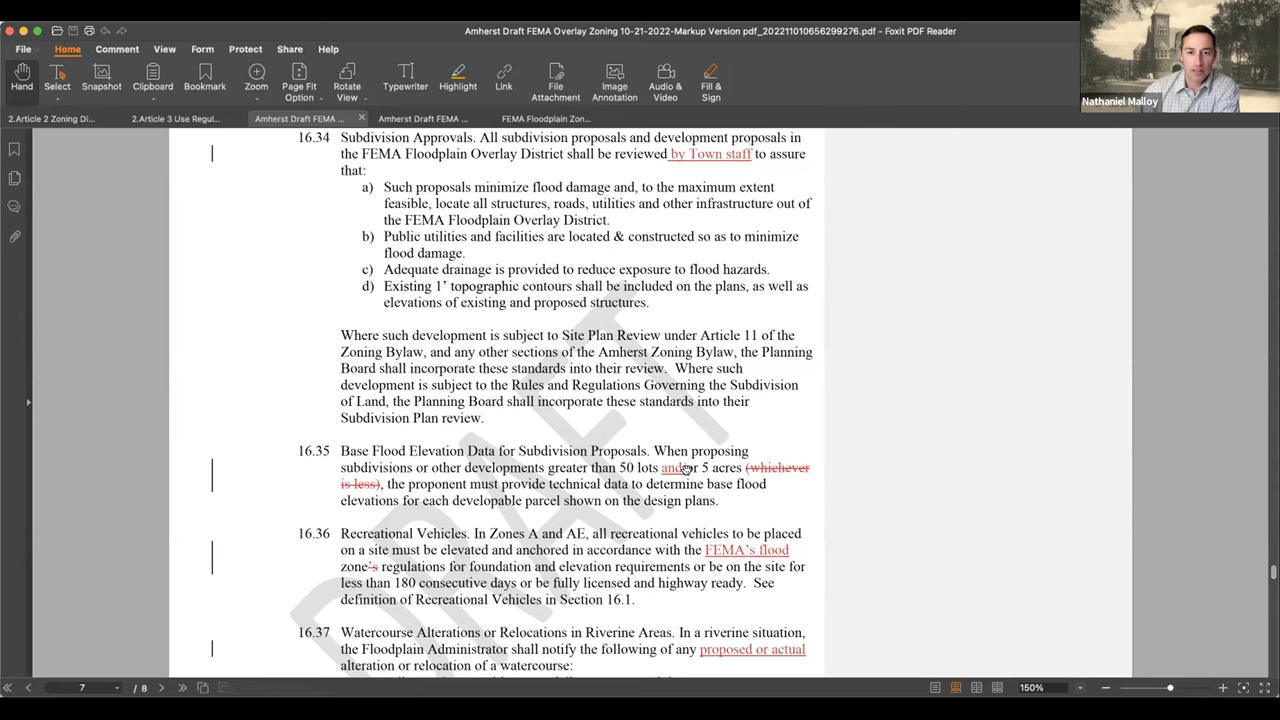 Amherst Draft FEMA Overlay Zoning 10-21-2022-Markup Version pdf_202211010656299276.pdf - Foxit PDF Reader
File Home Comment View Form Protect Share Help
Hand Select Snapshot Clipboard Bookmark Zoom Page Fit Option Rotate View Typewriter Highlight Link File Attachment Image Annotation Audio & Video Fill & Sign
Nathaniel Malloy
2.Article 2 Zoning Di... 2.Article 3 Use Regul... Amherst Draft FEMA ... Amherst Draft FEMA ... FEMA Floodplain Zon...
16.34 Subdivision Approvals. All subdivision proposals and development proposals in
the FEMA Floodplain Overlay District shall be reviewed by Town staff to assure
that:
a) Such proposals minimize flood damage and, to the maximum extent
feasible, locate all structures, roads, utilities and other infrastructure out of
the FEMA Floodplain Overlay District.
b) Public utilities and facilities are located & constructed so as to minimize
flood damage.
c) Adequate drainage is provided to reduce exposure to flood hazards.
d) Existing 1’ topographic contours shall be included on the plans, as well as
elevations of existing and proposed structures.
Where such development is subject to Site Plan Review under Article 11 of the
Zoning Bylaw, and any other sections of the Amherst Zoning Bylaw, the Planning
Board shall incorporate these standards into their review. Where such
development is subject to the Rules and Regulations Governing the Subdivision
of Land, the Planning Board shall incorporate these standards into their
Subdivision Plan review.
16.35 Base Flood Elevation Data for Subdivision Proposals. When proposing
subdivisions or other developments greater than 50 lots and/or 5 acres (whichever
is less), the proponent must provide technical data to determine base flood
elevations for each developable parcel shown on the design plans.
16.36 Recreational Vehicles. In Zones A and AE, all recreational vehicles to be placed
on a site must be elevated and anchored in accordance with the FEMA’s flood
zone’s regulations for foundation and elevation requirements or be on the site for
less than 180 consecutive days or be fully licensed and highway ready. See
definition of Recreational Vehicles in Section 16.1.
16.37 Watercourse Alterations or Relocations in Riverine Areas. In a riverine situation,
the Floodplain Administrator shall notify the following of any proposed or actual
alteration or relocation of a watercourse:
DRAFT
7 / 8 150%